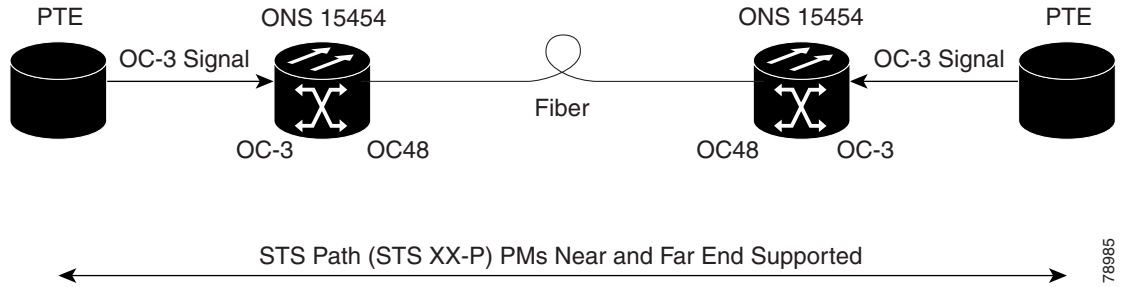 PTE
ONS 15454
ONS 15454
PTE
OC-3 Signal
OC-3 Signal
Fiber
OC-3
OC48
OC48
OC-3
STS Path (STS XX-P) PMs Near and Far End Supported
78985